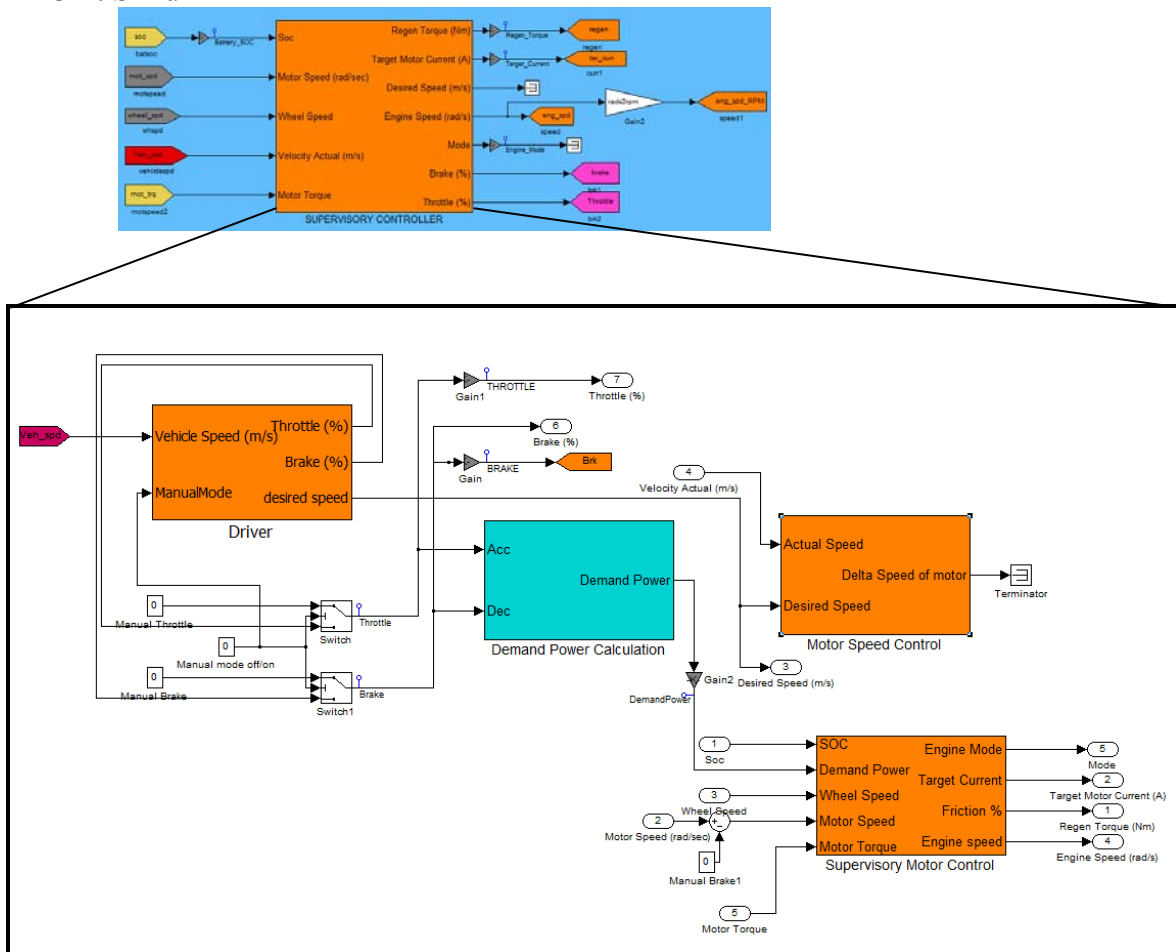 soc
batsoc
Battery_SOC
mot_spd
motspeed
wheel_spd
whspd
vehiclespd
mot_trq
motspeed2
Soc
Motor Speed (rad/sec)
Wheel Speed
Velocity Actual (m/s)
Motor Torque
Regen Torque (Nm)
Target Motor Current (A)
Desired Speed (m/s)
Engine Speed (rad/s)
Mode
Brake (%)
Throttle (%)
SUPERVISORY CONTROLLER
Regen_Torque
regen
regen
Target_Current
tar_curr
curr1
eng_spd
speed
rads2rpm
Gain2
eng_spd_RPM
speed1
Engine_Mode
brake
brk1
Throttle
brk2
Veh_spd
Vehicle Speed (m/s)
ManualMode
Throttle (%)
Brake (%)
desired speed
Driver
THROTTLE
Gain1
7
Throttle (%)
6
Brake (%)
BRAKE
Gain
Brk
4
Velocity Actual (m/s)
Acc
Dec
Demand Power
Demand Power Calculation
Actual Speed
Desired Speed
Delta Speed of motor
Motor Speed Control
Terminator
0
Manual Throttle
Switch
Throttle
0
Manual mode off/on
0
Manual Brake
Switch1
Brake
Gain2
DemandPower
3
Desired Speed (m/s)
1
Soc
3
Wheel Speed
2
Motor Speed (rad/sec)
0
Manual Brake1
5
Motor Torque
SOC
Demand Power
Wheel Speed
Motor Speed
Motor Torque
Engine Mode
Target Current
Friction %
Engine speed
Supervisory Motor Control
5
Mode
2
Target Motor Current (A)
1
Regen Torque (Nm)
4
Engine Speed (rad/s)